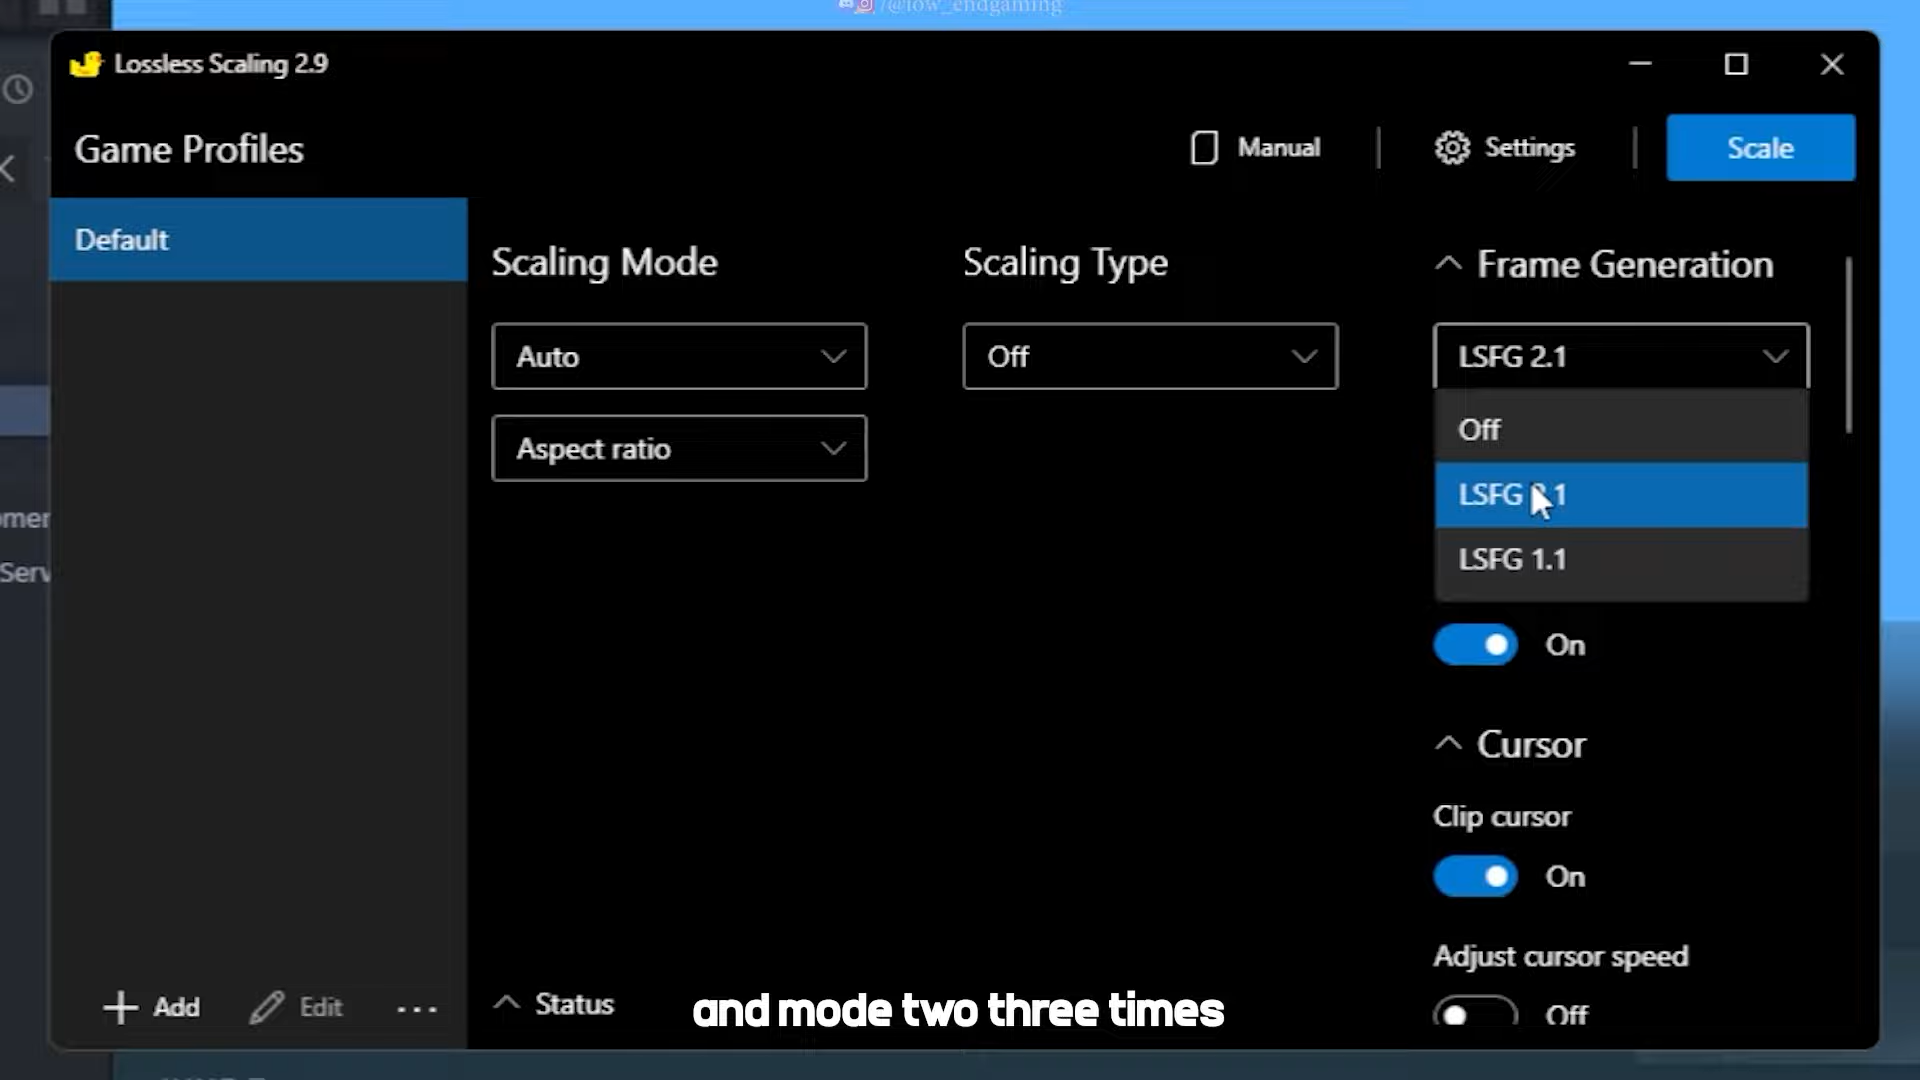 /@low_endgaming
Lossless Scaling 2.9
Game Profiles
Manual
Settings
Scale
Default
Scaling Mode
Scaling Type
Frame Generation
Auto
Off
LSFG 2.1
Aspect ratio
Off
LSFG 2.1
LSFG 1.1
On
Cursor
Clip cursor
On
Adjust cursor speed
Off
Add
Edit
...
Status
and mode two three times